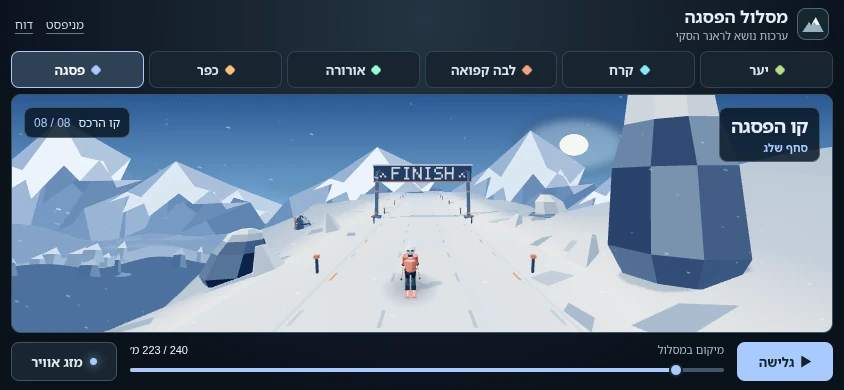 מסלול הפסגה
ערכות נושא לראנר הסקי
מניפסט
דוח
יער
קרח
לבה קפואה
אורורה
כפר
פסגה
קו הפסגה
סחף שלג
קו הרכס 08 / 08
FINISH
גלישה
מיקום במסלול
223 / 240 מ׳
מזג אוויר